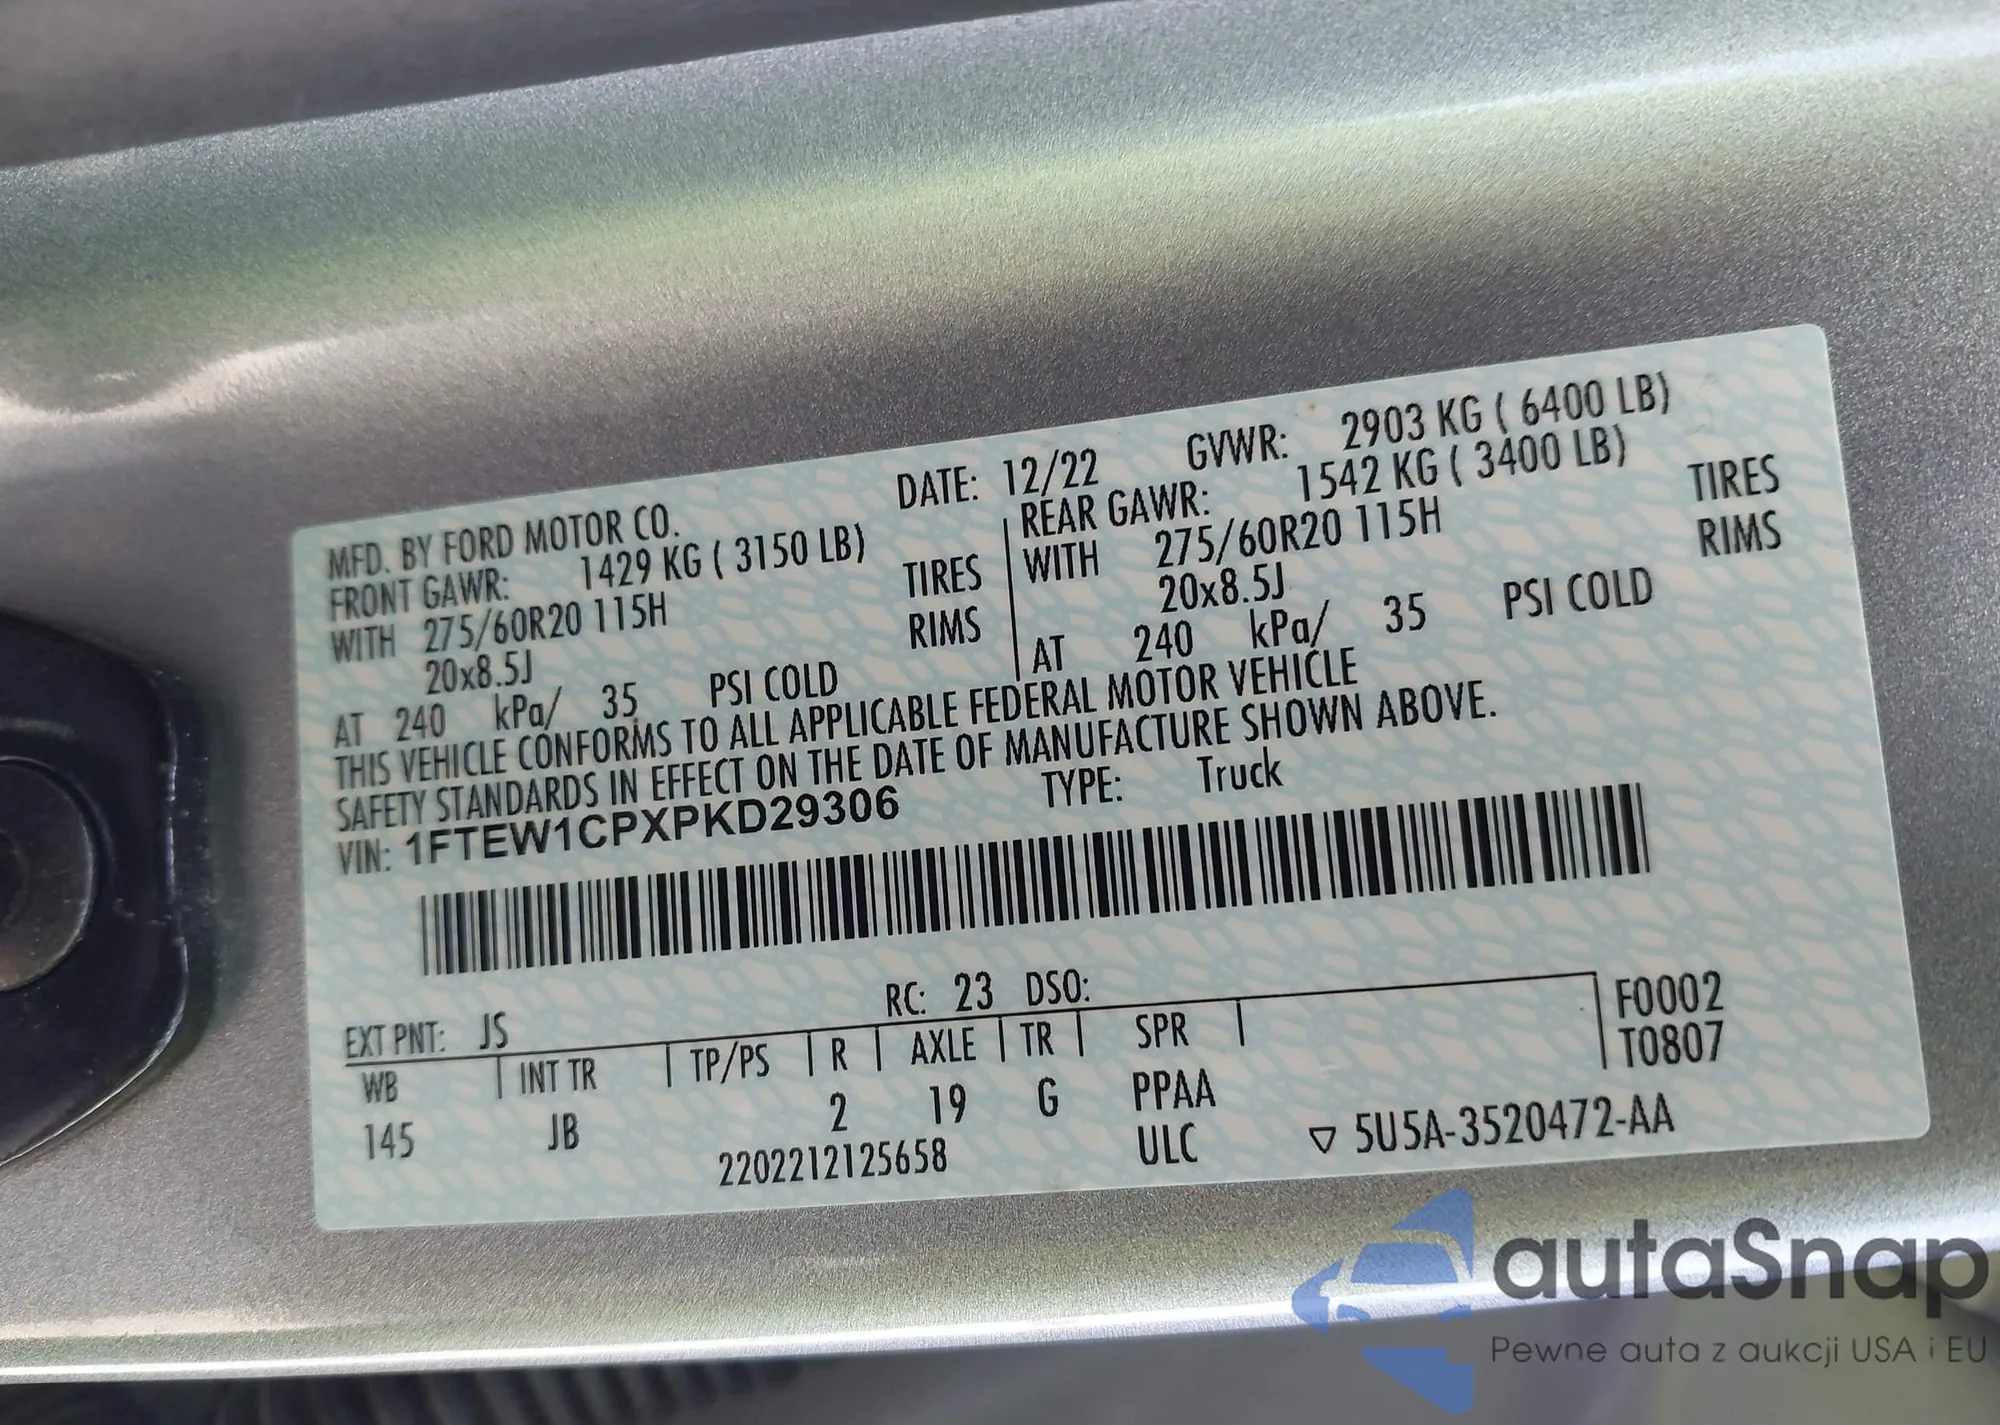 MFD. BY FORD MOTOR CO. DATE: 12/22 GVWR: 2903 KG ( 6400 LB)
FRONT GAWR: 1429 KG ( 3150 LB) REAR GAWR: 1542 KG ( 3400 LB)
WITH 275/60R20 115H TIRES WITH 275/60R20 115H TIRES
20x8.5J RIMS 20x8.5J RIMS
AT 240 kPa/ 35 PSI COLD AT 240 kPa/ 35 PSI COLD
THIS VEHICLE CONFORMS TO ALL APPLICABLE FEDERAL MOTOR VEHICLE
SAFETY STANDARDS IN EFFECT ON THE DATE OF MANUFACTURE SHOWN ABOVE.
VIN: 1FTEW1CPXPKD29306 TYPE: Truck
EXT PNT: JS RC: 23 DSO: F0002
WB INT TR TP/PS R AXLE TR SPR T0807
145 JB 2 19 G PPAA
2202212125658 ULC ▽ 5U5A-3520472-AA
autaSnap
Pewne auta z aukcji USA i EU